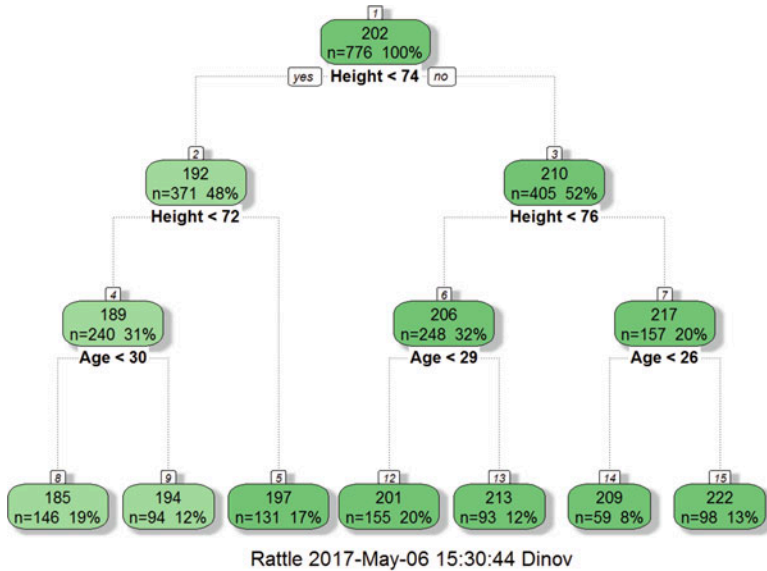 1
202
n=776 100%
yes Height < 74 no
2 3
192 210
n=371 48% n=405 52%
Height < 72 Height < 76
4 6 7
189 206 217
n=240 31% n=248 32% n=157 20%
Age < 30 Age < 29 Age < 26
8 9 5 12 13 14 15
185 194 197 201 213 209 222
n=146 19% n=94 12% n=131 17% n=155 20% n=93 12% n=59 8% n=98 13%
Rattle 2017-May-06 15:30:44 Dinov